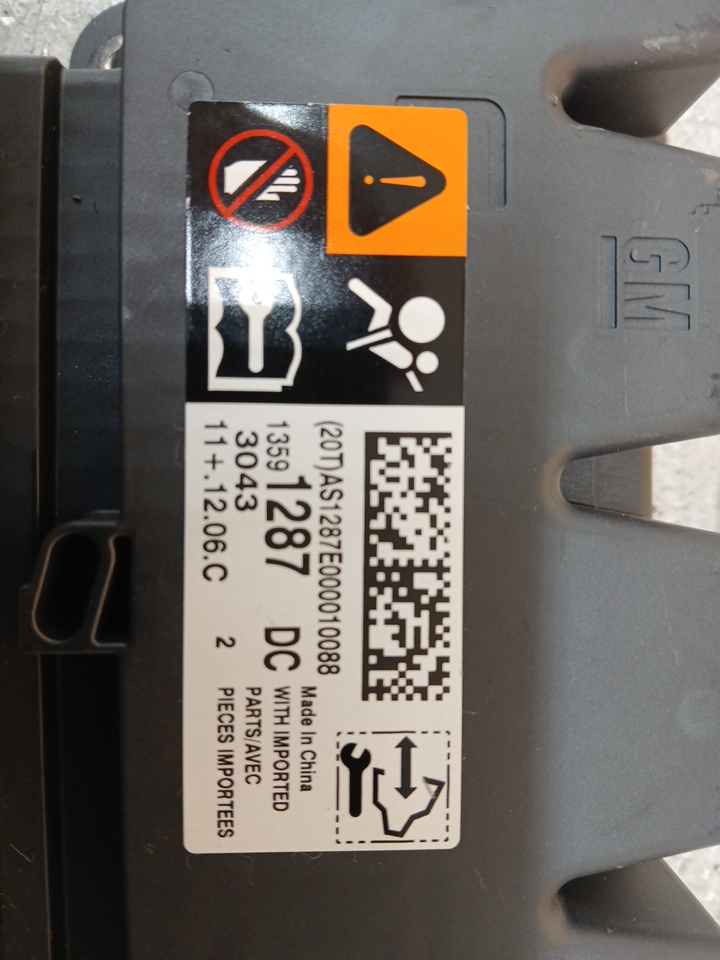 GM
(20T)AS1287E000010088
13591287 DC
3043
11+.12.06.C 2
Made In China
WITH IMPORTED
PARTS/AVEC
PIECES IMPORTEES